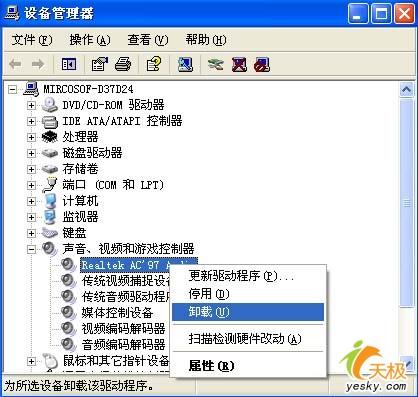 设备管理器
文件(F) 操作(A) 查看(V) 帮助(H)
MIRCOSOF-D37D24
DVD/CD-ROM 驱动器
IDE ATA/ATAPI 控制器
处理器
磁盘驱动器
存储卷
端口 (COM 和 LPT)
计算机
监视器
键盘
声音、视频和游戏控制器
Realtek AC'97 Audio
传统视频捕捉设备
传统音频驱动程序
媒体控制设备
视频编码解码器
音频编码解码器
鼠标和其它指针设备
更新驱动程序(P)...
停用(D)
卸载(U)
扫描检测硬件改动(A)
属性(R)
为所选设备卸载该驱动程序。
天极
yesky.com